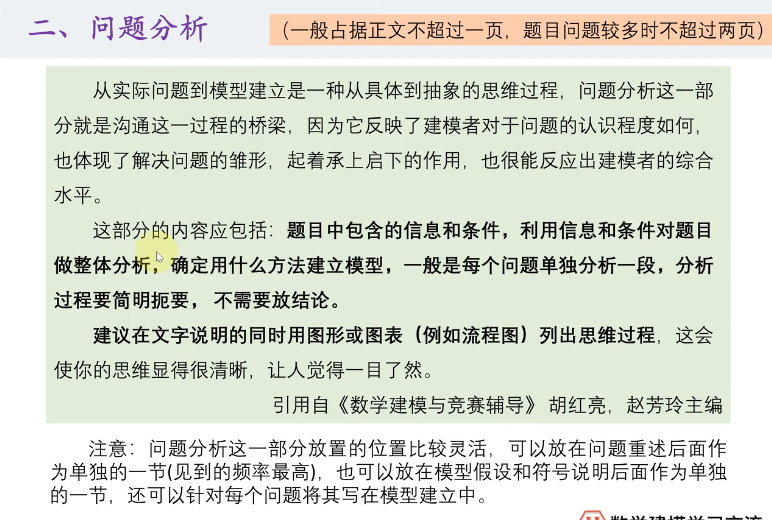 二、问题分析
（一般占据正文不超过一页，题目问题较多时不超过两页）
从实际问题到模型建立是一种从具体到抽象的思维过程，问题分析这一部
分就是沟通这一过程的桥梁，因为它反映了建模者对于问题的认识程度如何，
也体现了解决问题的雏形，起着承上启下的作用，也很能反应出建模者的综合
水平。
这部分的内容应包括：题目中包含的信息和条件，利用信息和条件对题目
做整体分析，确定用什么方法建立模型，一般是每个问题单独分析一段，分析
过程要简明扼要， 不需要放结论。
建议在文字说明的同时用图形或图表（例如流程图）列出思维过程，这会
使你的思维显得很清晰，让人觉得一目了然。
引用自《数学建模与竞赛辅导》 胡红亮，赵芳玲主编
注意：问题分析这一部分放置的位置比较灵活，可以放在问题重述后面作
为单独的一节(见到的频率最高)，也可以放在模型假设和符号说明后面作为单独
的一节，还可以针对每个问题将其写在模型建立中。
数学建模学习交流